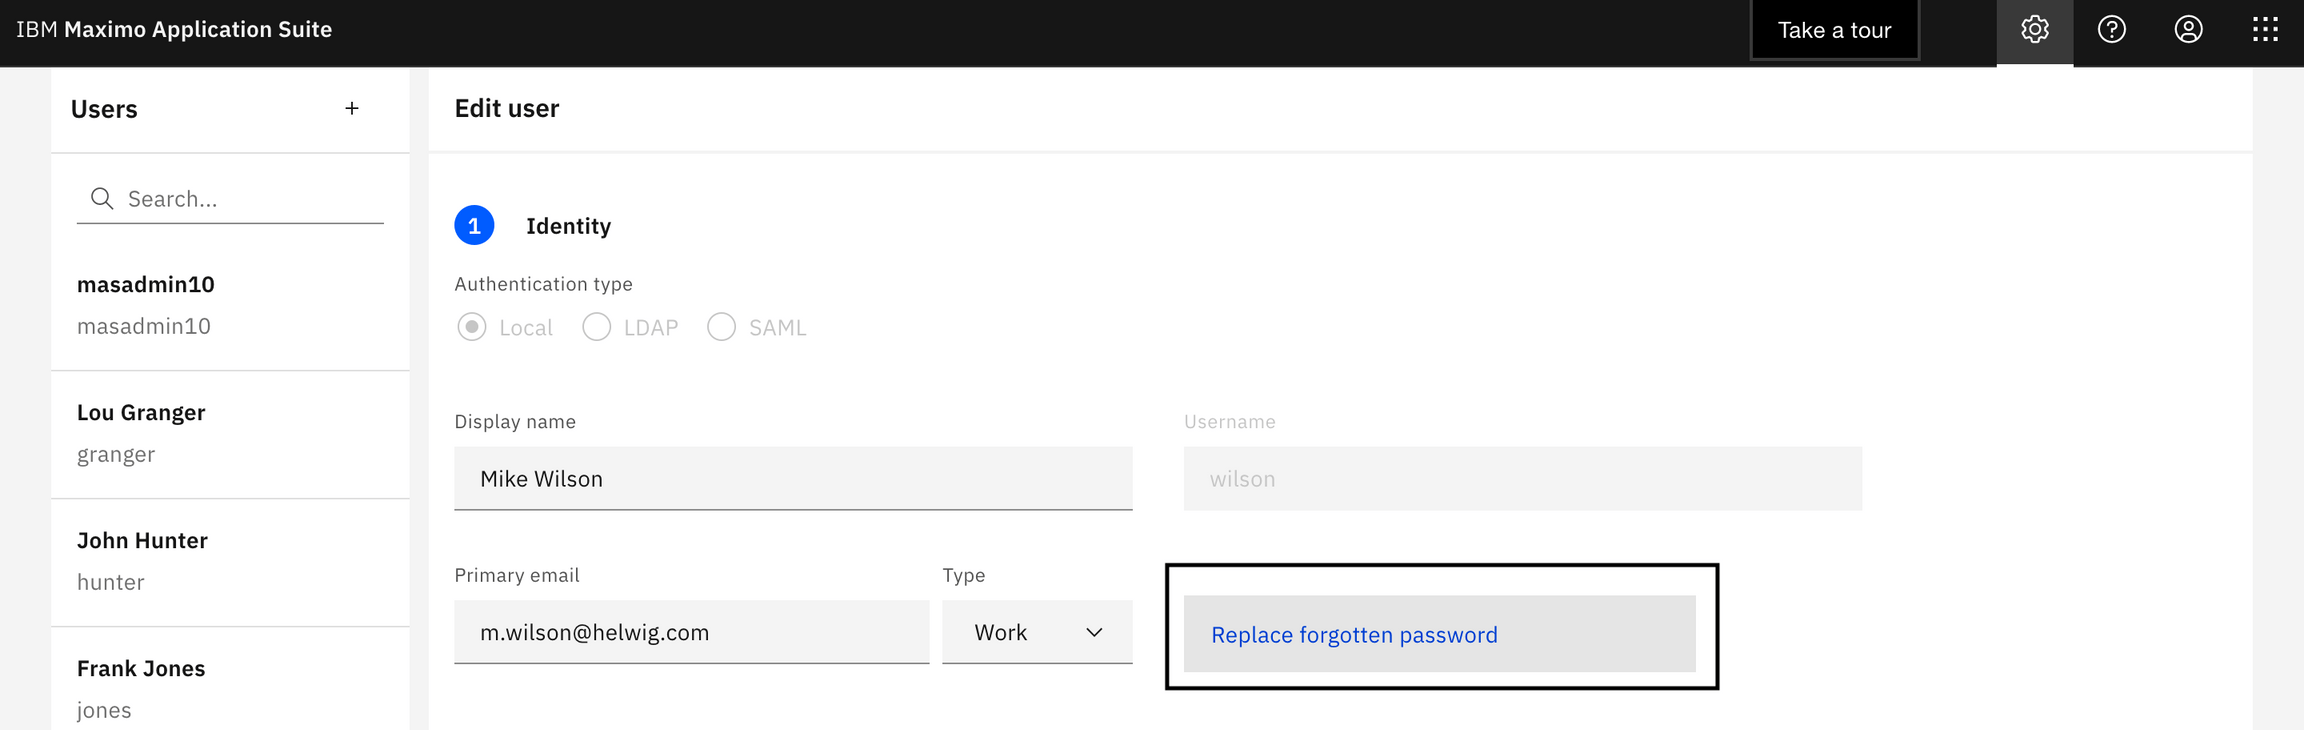 IBM Maximo Application Suite
Take a tour
Users
+
Search...
masadmin10
masadmin10
Lou Granger
granger
John Hunter
hunter
Frank Jones
jones
Edit user
1 Identity
Authentication type
Local LDAP SAML
Display name
Mike Wilson
Username
wilson
Primary email
m.wilson@helwig.com
Type
Work
Replace forgotten password